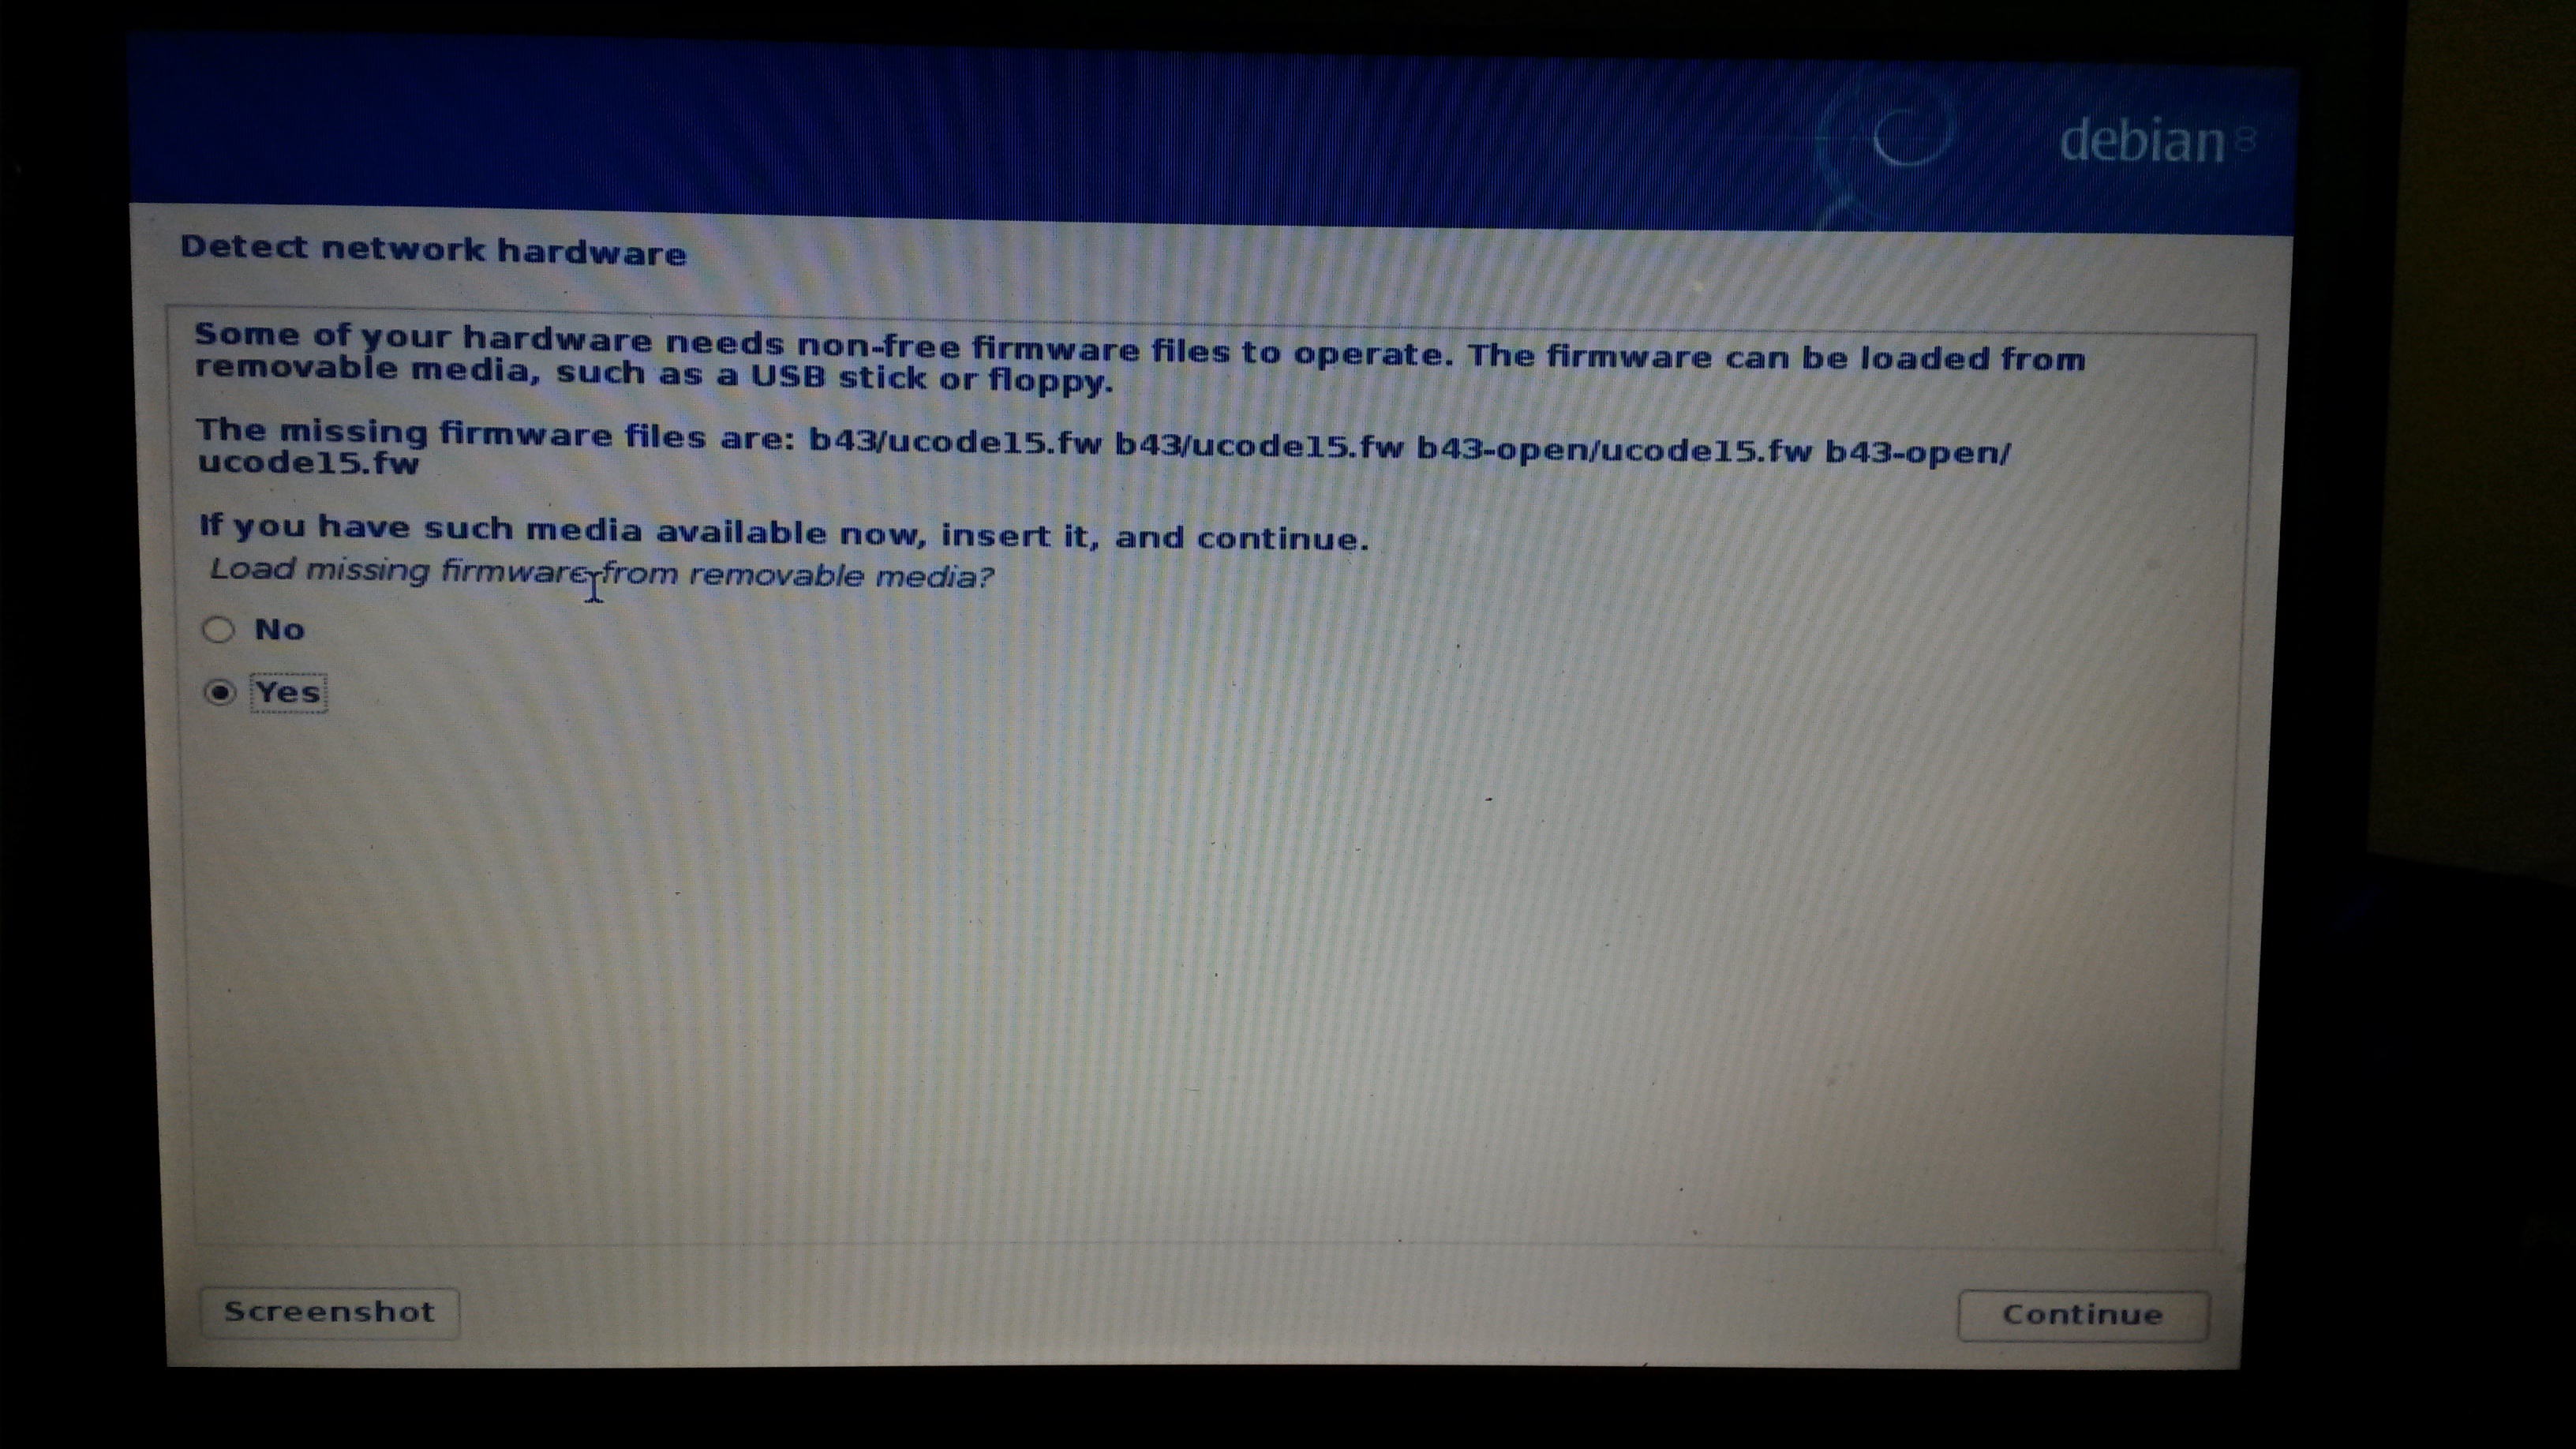 debian 8
Detect network hardware
Some of your hardware needs non-free firmware files to operate. The firmware can be loaded from
removable media, such as a USB stick or floppy.
The missing firmware files are: b43/ucode15.fw b43/ucode15.fw b43-open/ucode15.fw b43-open/
ucode15.fw
If you have such media available now, insert it, and continue.
Load missing firmware from removable media?
No
Yes
Screenshot
Continue